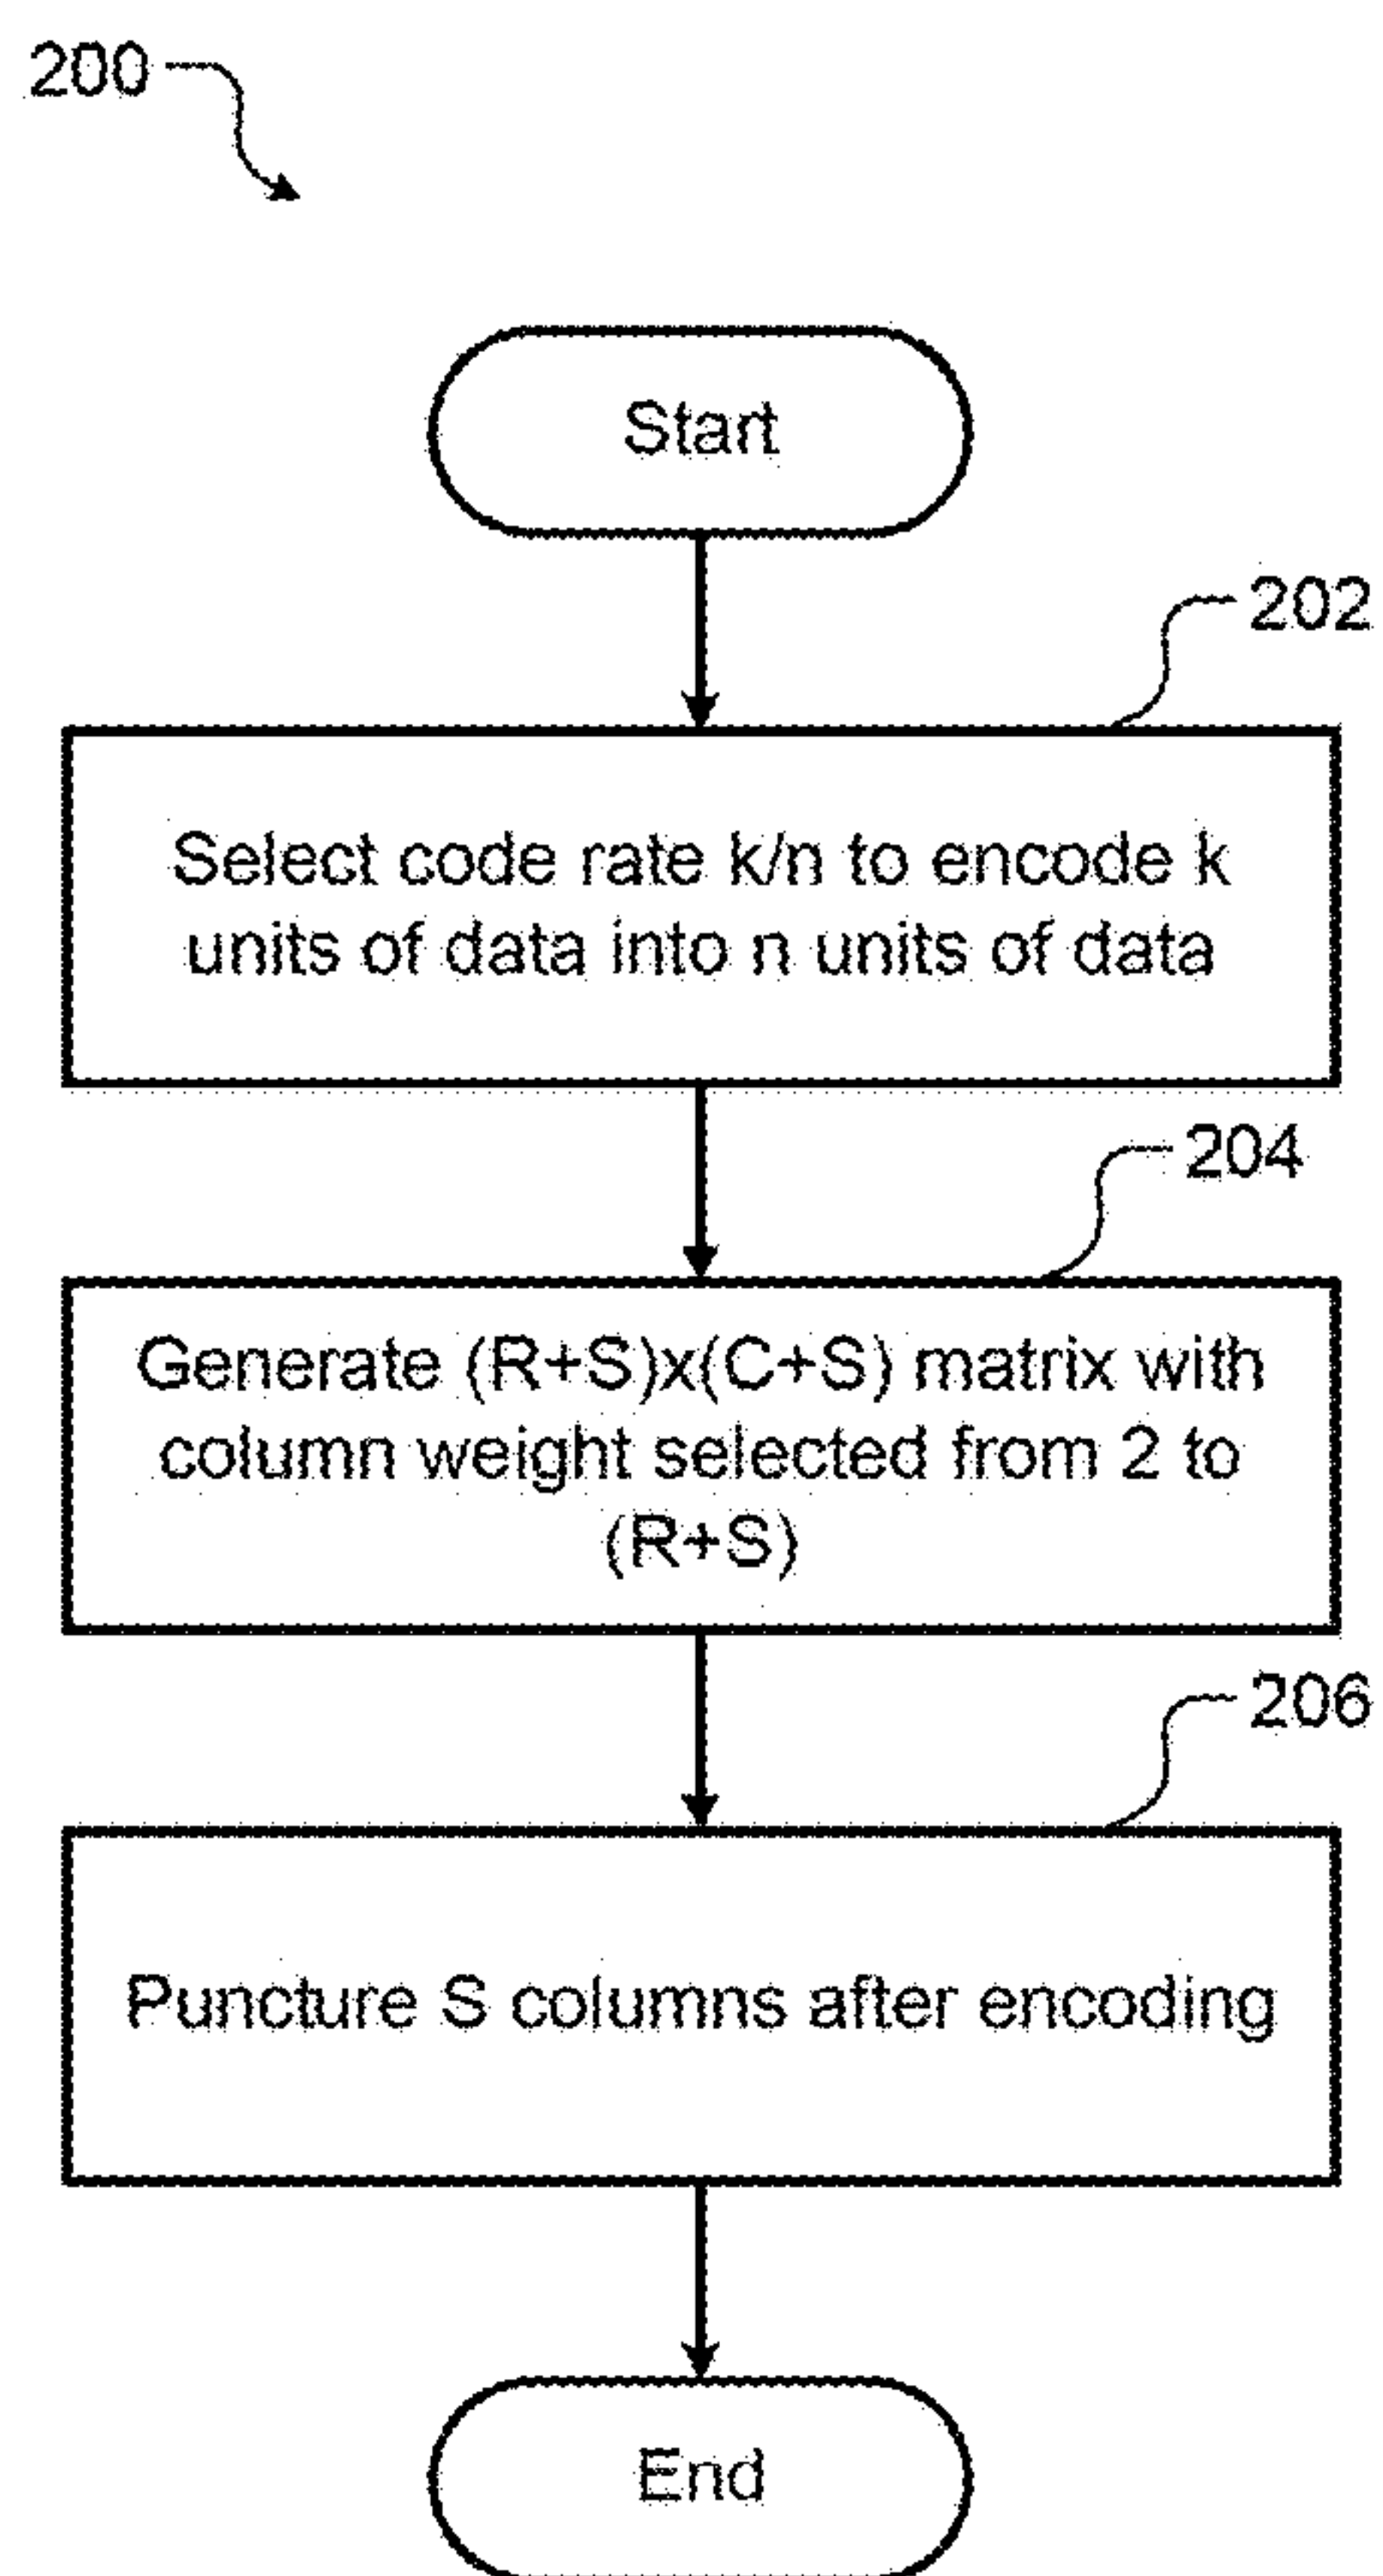 200
Start
202
Select code rate k/n to encode k
units of data into n units of data
204
Generate (R+S)x(C+S) matrix with
column weight selected from 2 to
(R+S)
206
Puncture S columns after encoding
End